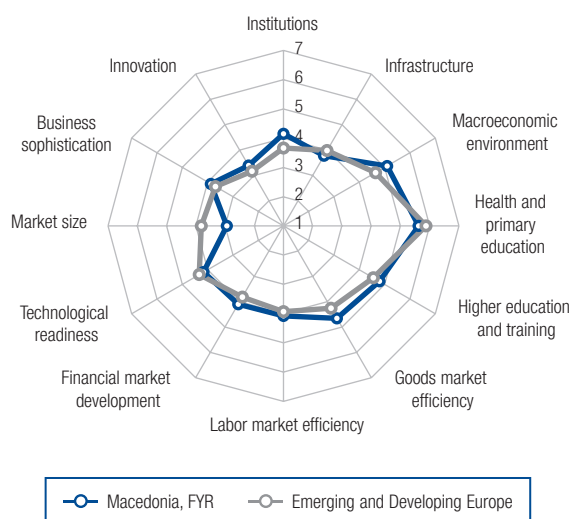 Institutions
7
6
5
4
3
2
1
Infrastructure
Macroeconomic
environment
Health and
primary
education
Higher education
and training
Goods market
efficiency
Labor market efficiency
Financial market
development
Technological
readiness
Market size
Business
sophistication
Innovation
Macedonia, FYR
Emerging and Developing Europe